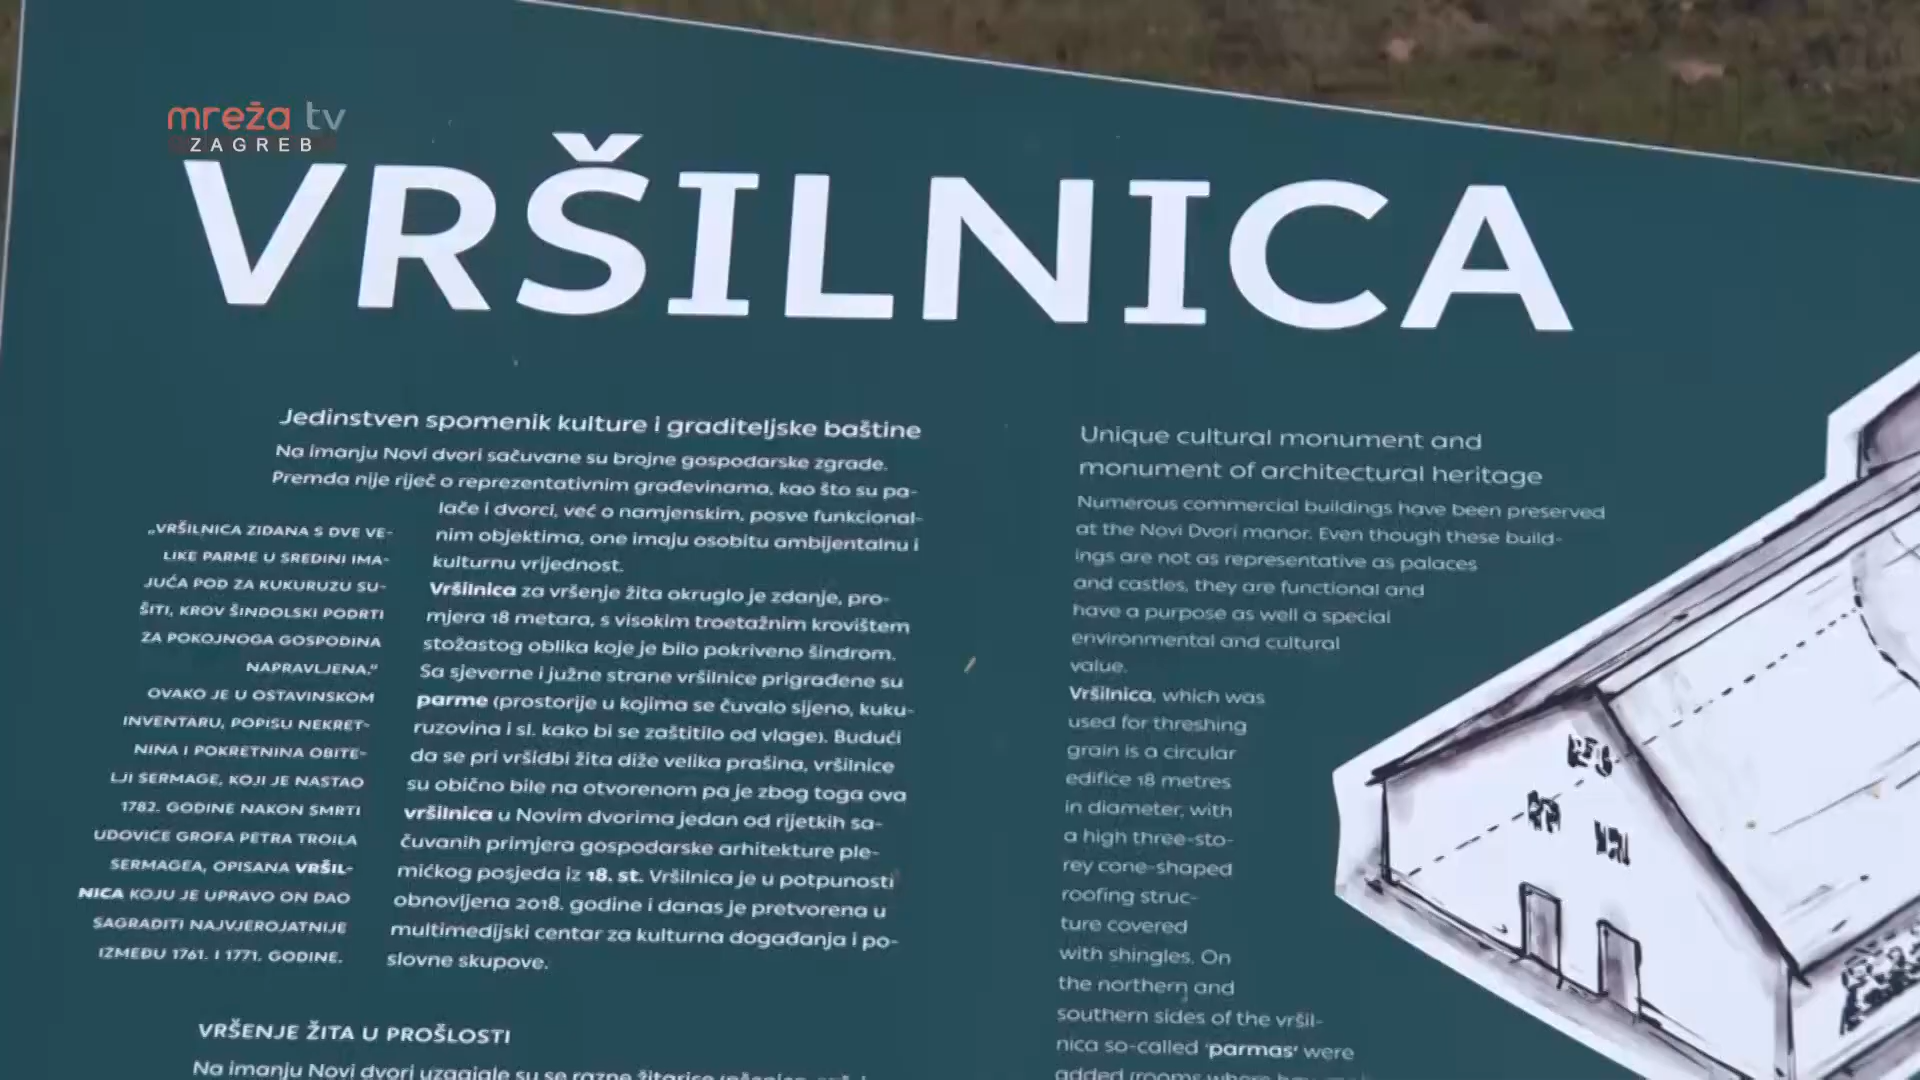 mreža tv
ZAGREB
VRŠILNICA
Jedinstven spomenik kulture i graditeljske baštine
Na imanju Novi dvori sačuvane su brojne gospodarske zgrade.
Premda nije riječ o reprezentativnim građevinama, kao što su pa-
lače i dvorci, već o namjenskim, posve funkcional-
nim objektima, one imaju osobitu ambijentalnu i
kulturnu vrijednost.
Vršilnica za vršenje žita okruglo je zdanje, pro-
mjera 18 metara, s visokim troetažnim krovištem
stožastog oblika koje je bilo pokriveno šindrom.
Sa sjeverne i južne strane vršilnice prigrađene su
parme (prostorije u kojima se čuvalo sijeno, kuku-
ruzovina i sl. kako bi se zaštitilo od vlage). Budući
da se pri vršidbi žita diže velika prašina, vršilnice
su obično bile na otvorenom pa je zbog toga ova
vršilnica u Novim dvorima jedan od rijetkih sa-
čuvanih primjera gospodarske arhitekture ple-
mićkog posjeda iz 18. st. Vršilnica je u potpunosti
obnovljena 2018. godine i danas je pretvorena u
multimedijski centar za kulturna događanja i po-
slovne skupove.
„VRŠILNICA ZIDANA S DVE VE-
LIKE PARME U SREDINI IMA-
JUĆA POD ZA KUKURUZU SU-
ŠITI, KROV ŠINDOLSKI PODRTI
ZA POKOJNOGA GOSPODINA
NAPRAVLJENA."
OVAKO JE U OSTAVINSKOM
INVENTARU, POPISU NEKRET-
NINA I POKRETNINA OBITE-
LJI SERMAGE, KOJI JE NASTAO
1782. GODINE NAKON SMRTI
UDOVICE GROFA PETRA TROILA
SERMAGEA, OPISANA VRŠIL-
NICA KOJU JE UPRAVO ON DAO
SAGRADITI NAJVJEROJATNIJE
IZMEĐU 1761. I 1771. GODINE.
VRŠENJE ŽITA U PROŠLOSTI
Na imanju Novi dvori uzgajale su se razne žitarice
Unique cultural monument and
monument of architectural heritage
Numerous commercial buildings have been preserved
at the Novi Dvori manor. Even though these build-
ings are not as representative as palaces
and castles, they are functional and
have a purpose as well a special
environmental and cultural
value.
Vršilnica, which was
used for threshing
grain is a circular
edifice 18 metres
in diameter, with
a high three-sto-
rey cone-shaped
roofing struc-
ture covered
with shingles. On
the northern and
southern sides of the vršil-
nica so-called 'parmas' were
added (rooms where